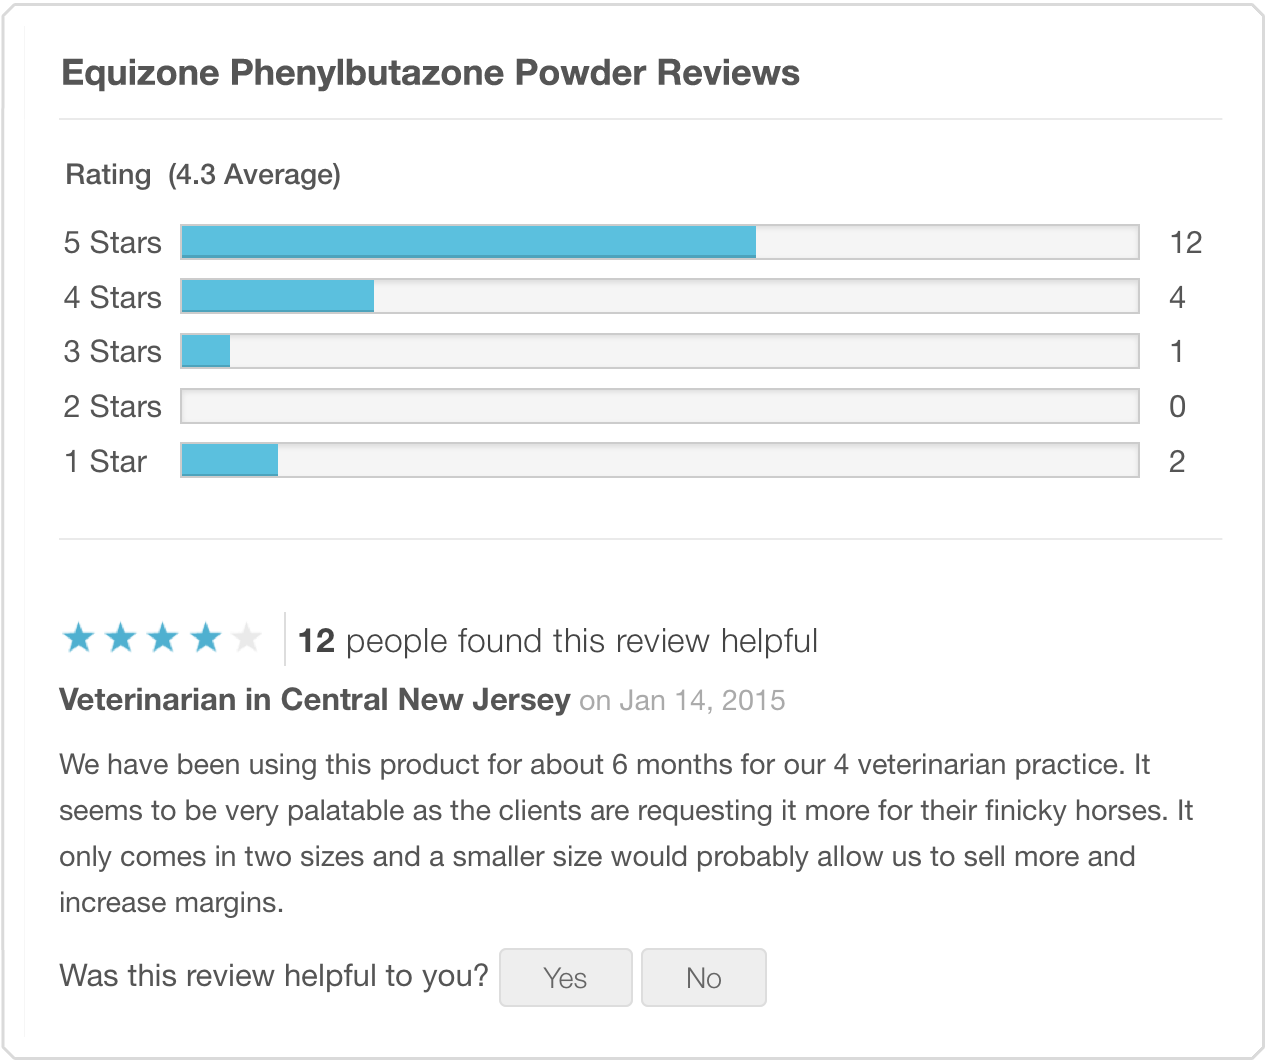 Equizone Phenylbutazone Powder Reviews
Rating (4.3 Average)
5 Stars 12
4 Stars 4
3 Stars 1
2 Stars 0
1 Star 2
12 people found this review helpful
Veterinarian in Central New Jersey on Jan 14, 2015
We have been using this product for about 6 months for our 4 veterinarian practice. It
seems to be very palatable as the clients are requesting it more for their finicky horses. It
only comes in two sizes and a smaller size would probably allow us to sell more and
increase margins.
Was this review helpful to you? Yes No